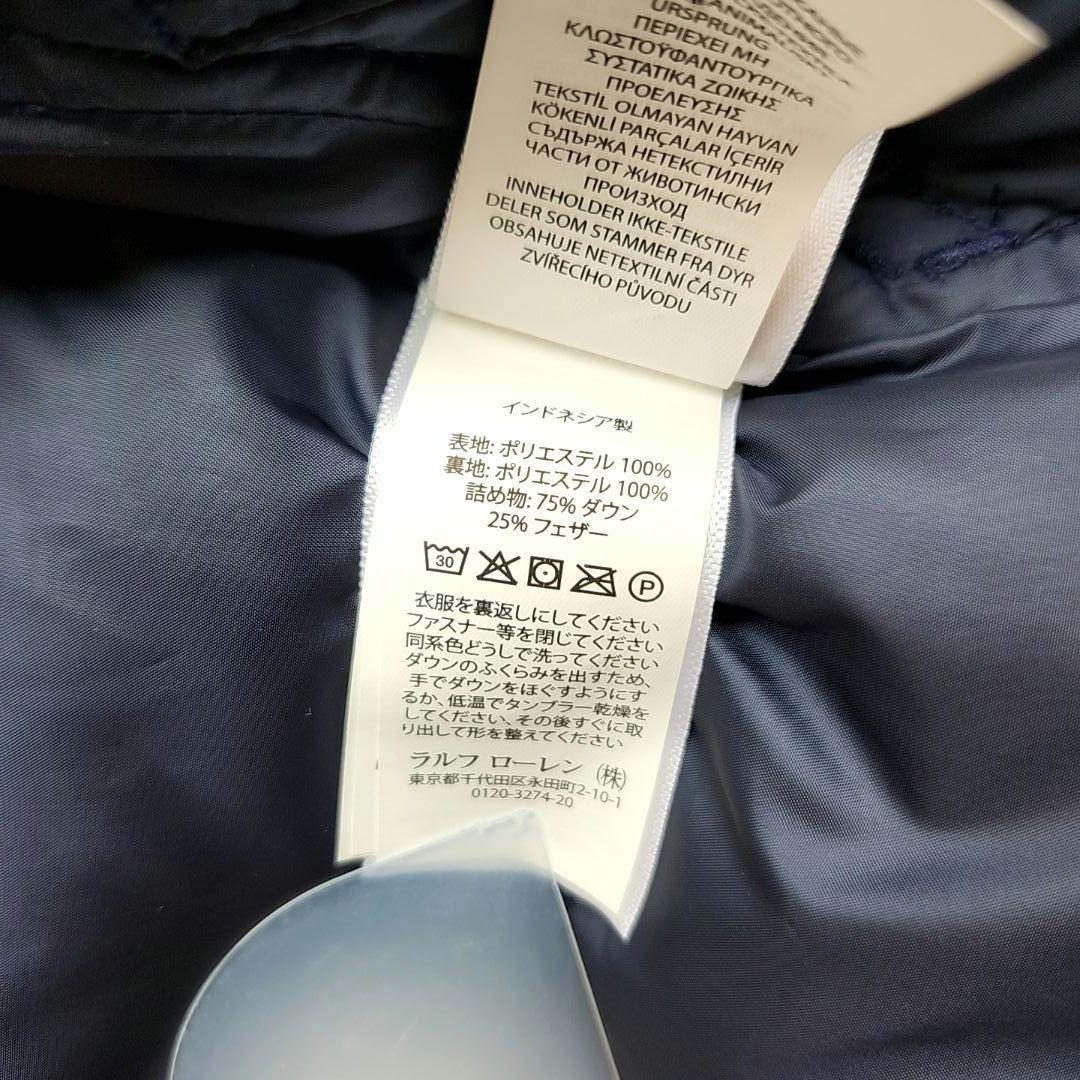 URSPRUNG
ΠΕΡΙΕΧΕΙ ΜΗ
ΚΛΩΣΤΟΫΦΑΝΤΟΥΡΓΙΚΑ
ΣΥΣΤΑΤΙΚΑ ΖΩΙΚΗΣ
ΠΡΟΕΛΕΥΣΗΣ
TEKSTİL OLMAYAN HAYVAN
KÖKENLİ PARÇALAR İÇERİR
СЪДЪРЖА НЕТЕКСТИЛНИ
ЧАСТИ ОТ ЖИВОТИНСКИ
ПРОИЗХОД
INNEHOLDER IKKE-TEKSTILE
DELER SOM STAMMER FRA DYR
OBSAHUJE NETEXTILNÍ ČÁSTI
ZVÍŘECÍHO PŮVODU
インドネシア製
表地: ポリエステル 100%
裏地: ポリエステル 100%
詰め物: 75% ダウン
25% フェザー
30 P
衣服を裏返しにしてください
ファスナー等を閉じてください
同系色どうしで洗ってください
ダウンのふくらみを出すため、
手でダウンをほぐすようにす
るか、低温でタンブラー乾燥を
してください、その後すぐに取
り出して形を整えてください
ラルフ ローレン (株)
東京都千代田区永田町2-10-1
0120-3274-20